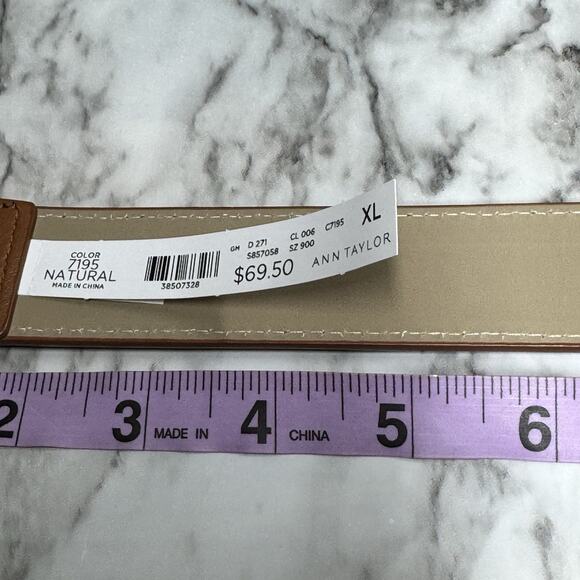 COLOR
7195
NATURAL
MADE IN CHINA
38507328
GM D 271 CL 006 C7195
S857058 SZ 900
$69.50
ANN TAYLOR
XL
2 3 MADE IN 4 CHINA 5 6